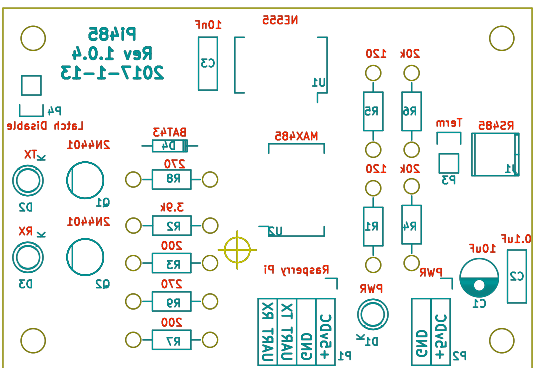 Pi485
Rev 1.0.4
2017-1-13
10nF
C3
NE555
U1
120
20k
R5
R6
P4
Latch Disable
TX
K
D2
2N4401
Q1
BAT43
D4
270
R8
MAX485
U2
Term
P3
RS485
J1
3.9k
R2
120
20k
R1
R4
RX
K
D3
2N4401
Q2
200
R3
270
R9
200
R7
Rasperry Pi
UART RX
UART TX
GND
+5VDC
P1
PWR
K
D1
PWR
GND
+5VDC
P2
10uF
C1
0.1uF
C2